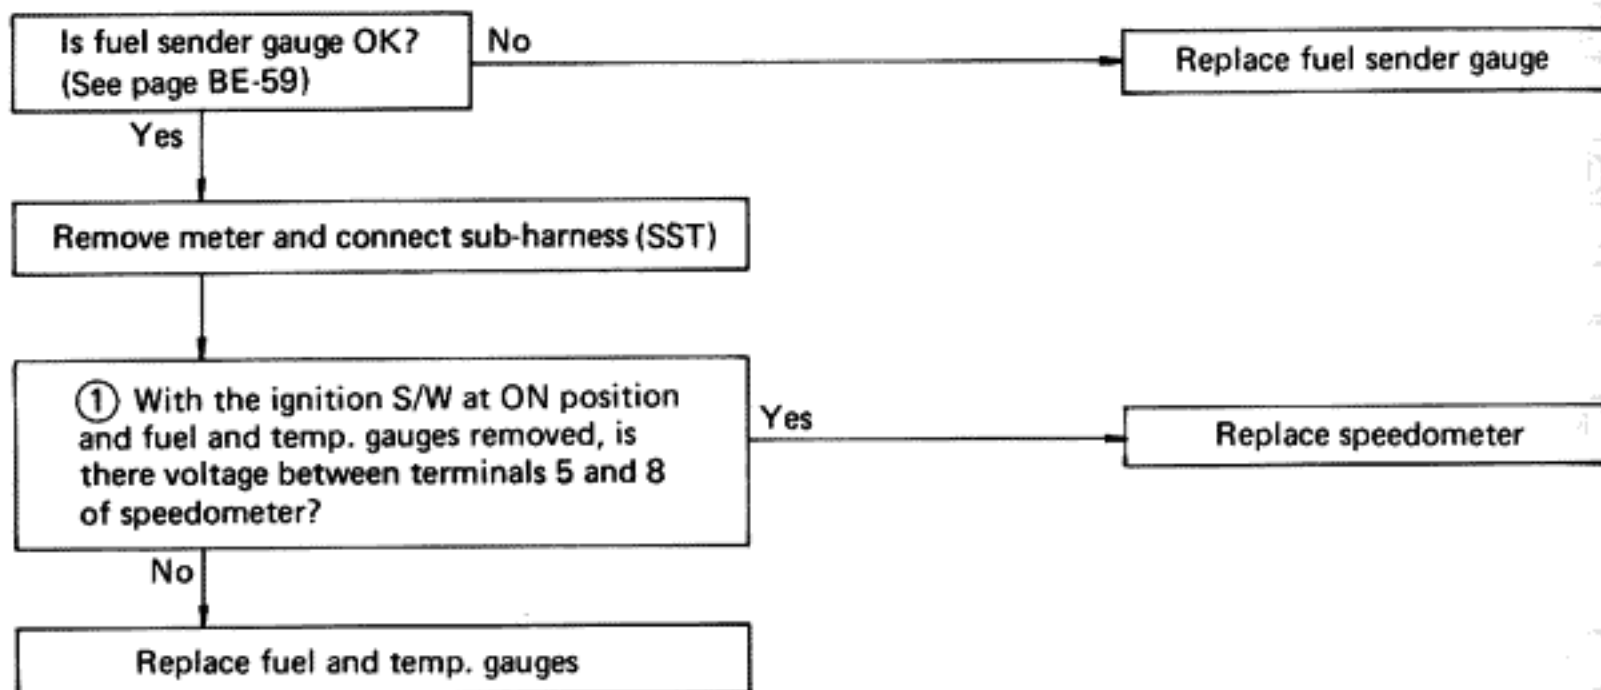 Is fuel sender gauge OK?
(See page BE-59)
No
Replace fuel sender gauge
Yes
Remove meter and connect sub-harness (SST)
① With the ignition S/W at ON position
and fuel and temp. gauges removed, is
there voltage between terminals 5 and 8
of speedometer?
Yes
Replace speedometer
No
Replace fuel and temp. gauges